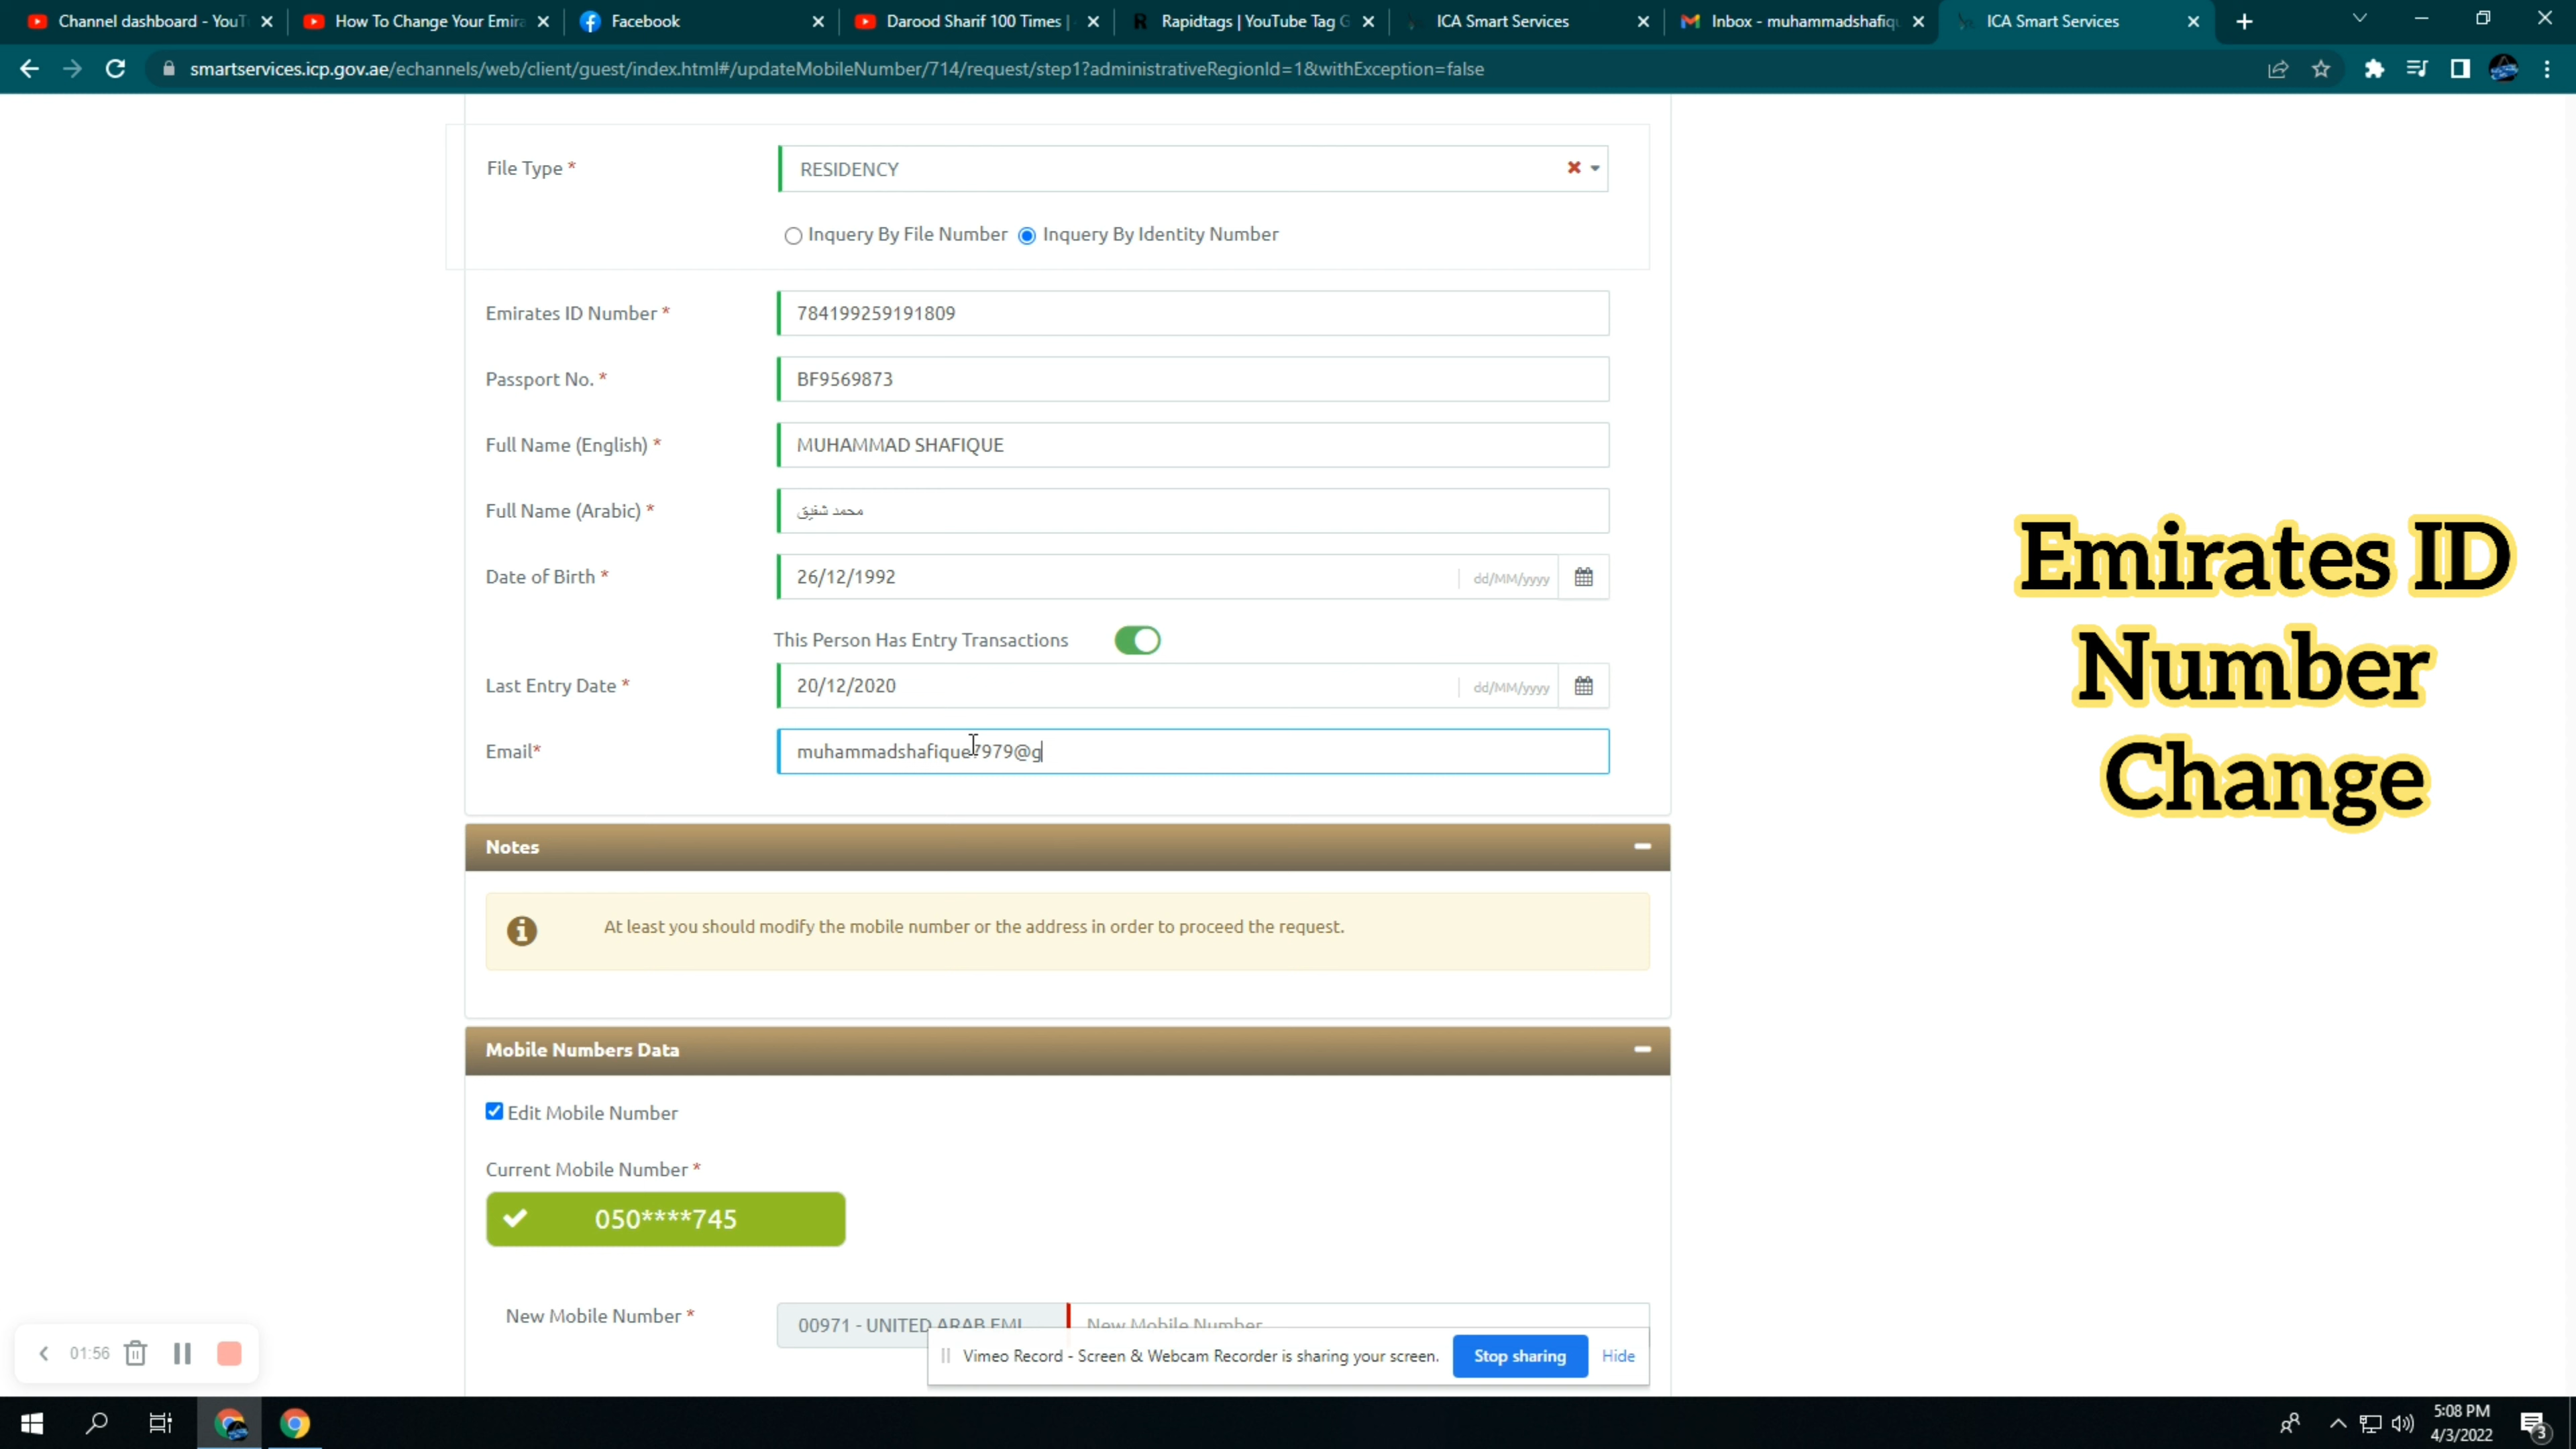 Channel dashboard - YouT
How To Change Your Emira
Facebook
Darood Sharif 100 Times |
Rapidtags | YouTube Tag G
ICA Smart Services
Inbox - muhammadshafiqu
ICA Smart Services
smartservices.icp.gov.ae/echannels/web/client/guest/index.html#/updateMobileNumber/714/request/step1?administrativeRegionId=1&withException=false
File Type *
RESIDENCY
Inquery By File Number
Inquery By Identity Number
Emirates ID Number *
784199259191809
Passport No. *
BF9569873
Full Name (English) *
MUHAMMAD SHAFIQUE
Full Name (Arabic) *
محمد شفيق
Date of Birth *
26/12/1992
dd/MM/yyyy
This Person Has Entry Transactions
Last Entry Date *
20/12/2020
dd/MM/yyyy
Email*
muhammadshafique7979@g
Emirates ID
Number
Change
Notes
At least you should modify the mobile number or the address in order to proceed the request.
Mobile Numbers Data
Edit Mobile Number
Current Mobile Number *
050****745
New Mobile Number *
00971 - UNITED ARAB EMI
New Mobile Number
01:56
Vimeo Record - Screen & Webcam Recorder is sharing your screen.
Stop sharing
Hide
5:08 PM
4/3/2022
3